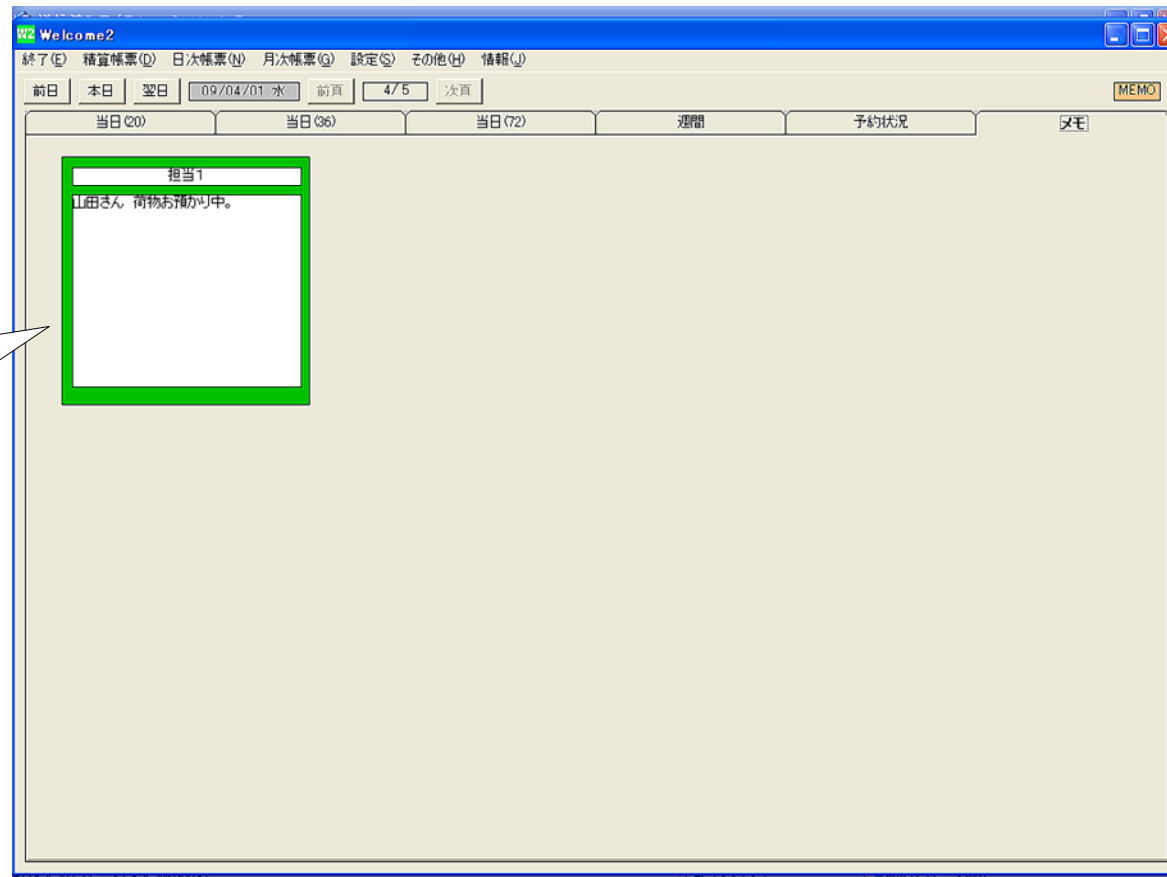 W2 Welcome2
終了(E) 積算帳票(D) 日次帳票(N) 月次帳票(G) 設定(S) その他(H) 情報(J)
前日 本日 翌日 09/04/01 水 前頁 4/5 次頁 MEMO
当日(20) 当日(36) 当日(72) 週間 予約状況 メモ
担当1
山田さん 荷物お預かり中。